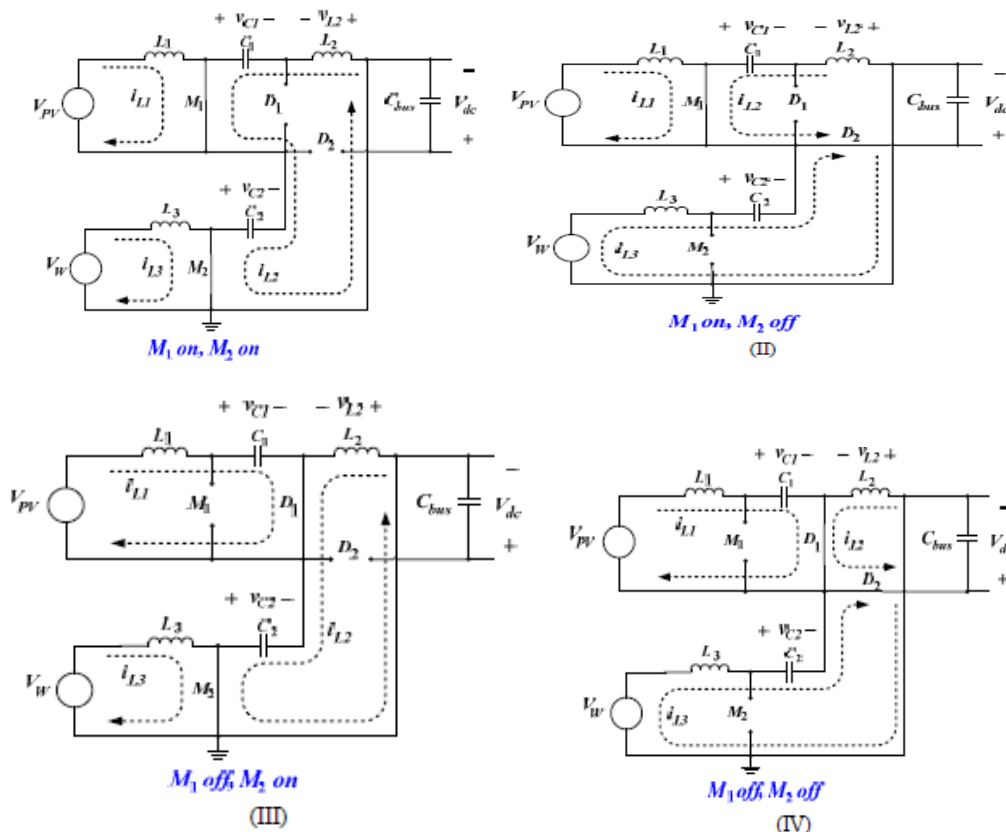 + vC1 – – vL2 +
L1 C1 L2
VPV iL1 M1 D1 Cbus Vdc
–
+
D2
+ vC2 –
L3 C2
VW iL3 M2 iL2
M1 on, M2 on
+ vC1 – – vL2 +
L1 C1 L2
VPV iL1 M1 iL2 D1 Cbus Vdc
–
+
D2
+ vC2 –
L3 C2
VW iL3 M2
M1 on, M2 off
(II)
+ vC1 – – vL2 +
L1 C1 L2
VPV iL1 M1 D1 Cbus Vdc
–
+
D2
+ vC2 –
L3 C2
VW iL3 M2 iL2
M1 off, M2 on
(III)
+ vC1 – – vL2 +
L1 C1 L2
VPV iL1 M1 D1 iL2 Cbus Vd
–
+
D2
+ vC2 –
L3 C2
VW iL3 M2
M1 off, M2 off
(IV)